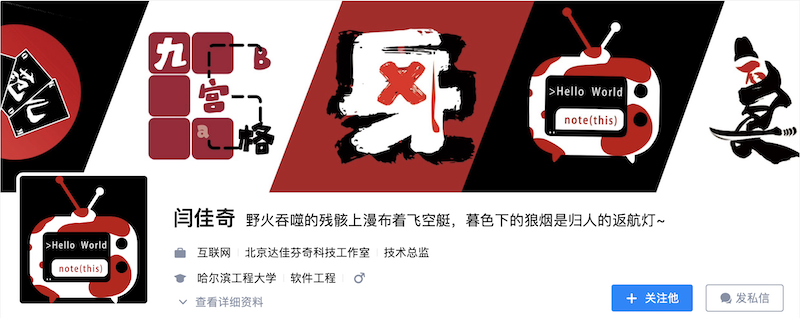 九 B
宫
a 格
>Hello World
note(this)
>Hello World
note(this)
闫佳奇 野火吞噬的残骸上漫布着飞空艇，暮色下的狼烟是归人的返航灯~
互联网 北京达佳芬奇科技工作室 技术总监
哈尔滨工程大学 软件工程
查看详细资料
+ 关注他
发私信